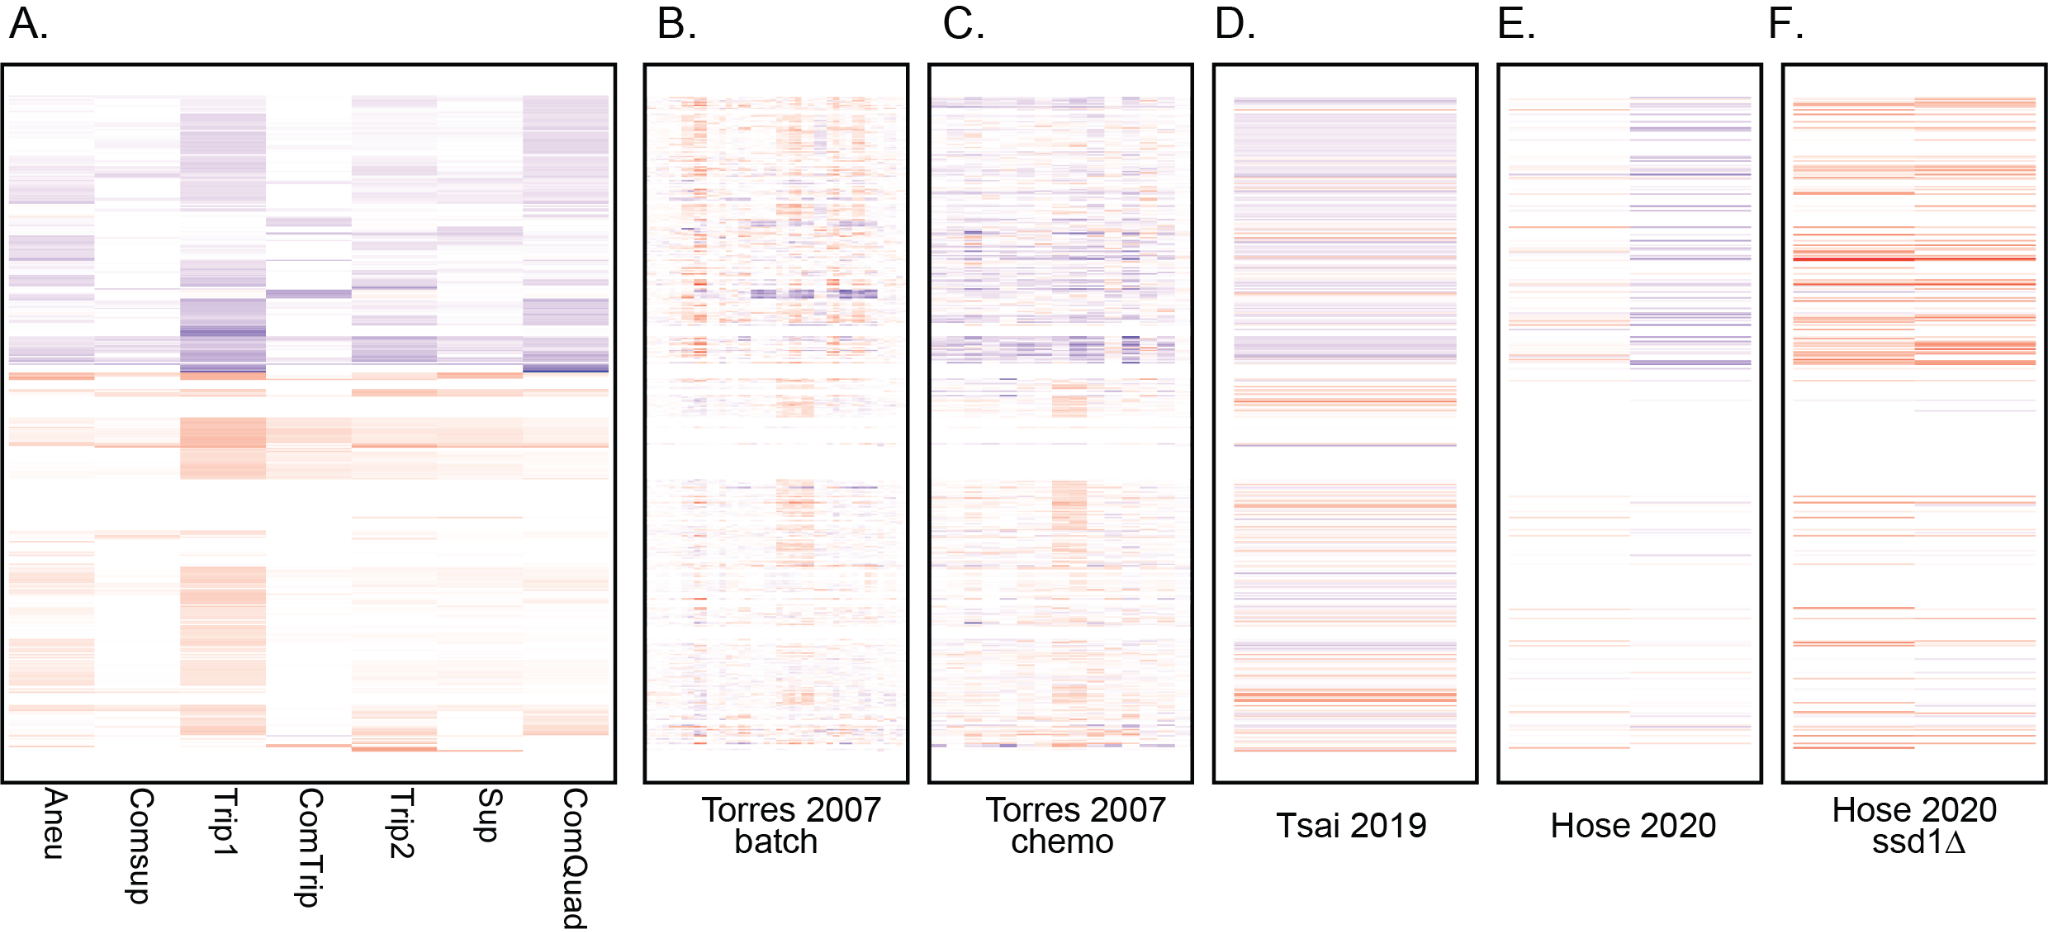 A.
B.
C.
D.
E.
F.
Aneu
Comsup
Trip1
ComTrip
Trip2
Sup
ComQuad
Torres 2007
batch
Torres 2007
chemo
Tsai 2019
Hose 2020
Hose 2020
ssd1Δ